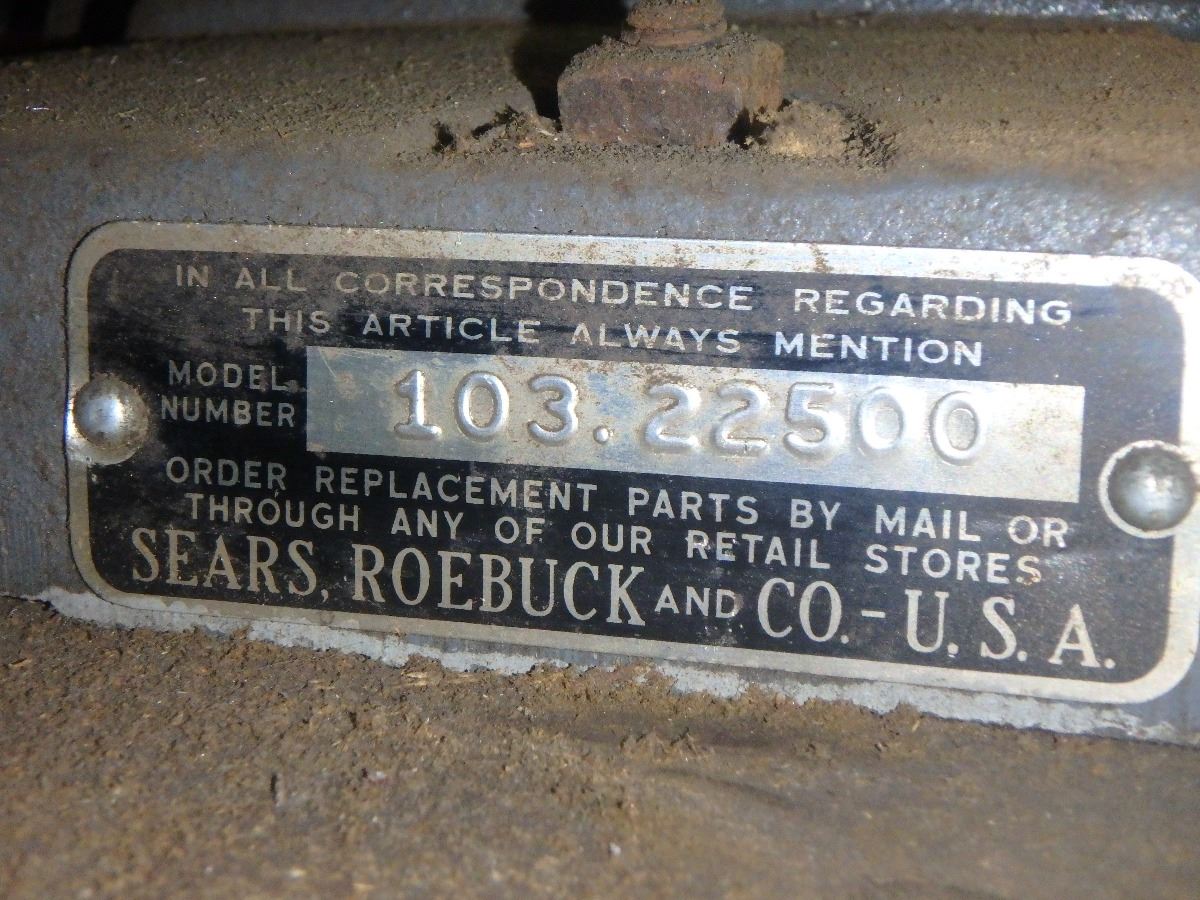 IN ALL CORRESPONDENCE REGARDING
THIS ARTICLE ALWAYS MENTION
MODEL NUMBER 103.22500
ORDER REPLACEMENT PARTS BY MAIL OR
THROUGH ANY OF OUR RETAIL STORES
SEARS, ROEBUCK AND CO. - U.S.A.